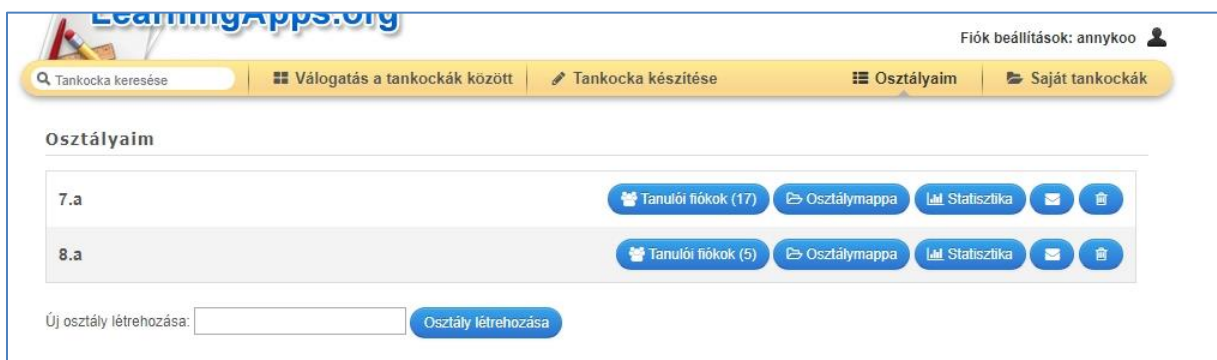 LearningApps.org
Fiók beállítások: annykoo
Tankocka keresése Válogatás a tankockák között Tankocka készítése Osztályaim Saját tankockák
Osztályaim
7.a Tanulói fiókok (17) Osztálymappa Statisztika
8.a Tanulói fiókok (5) Osztálymappa Statisztika
Új osztály létrehozása: Osztály létrehozása